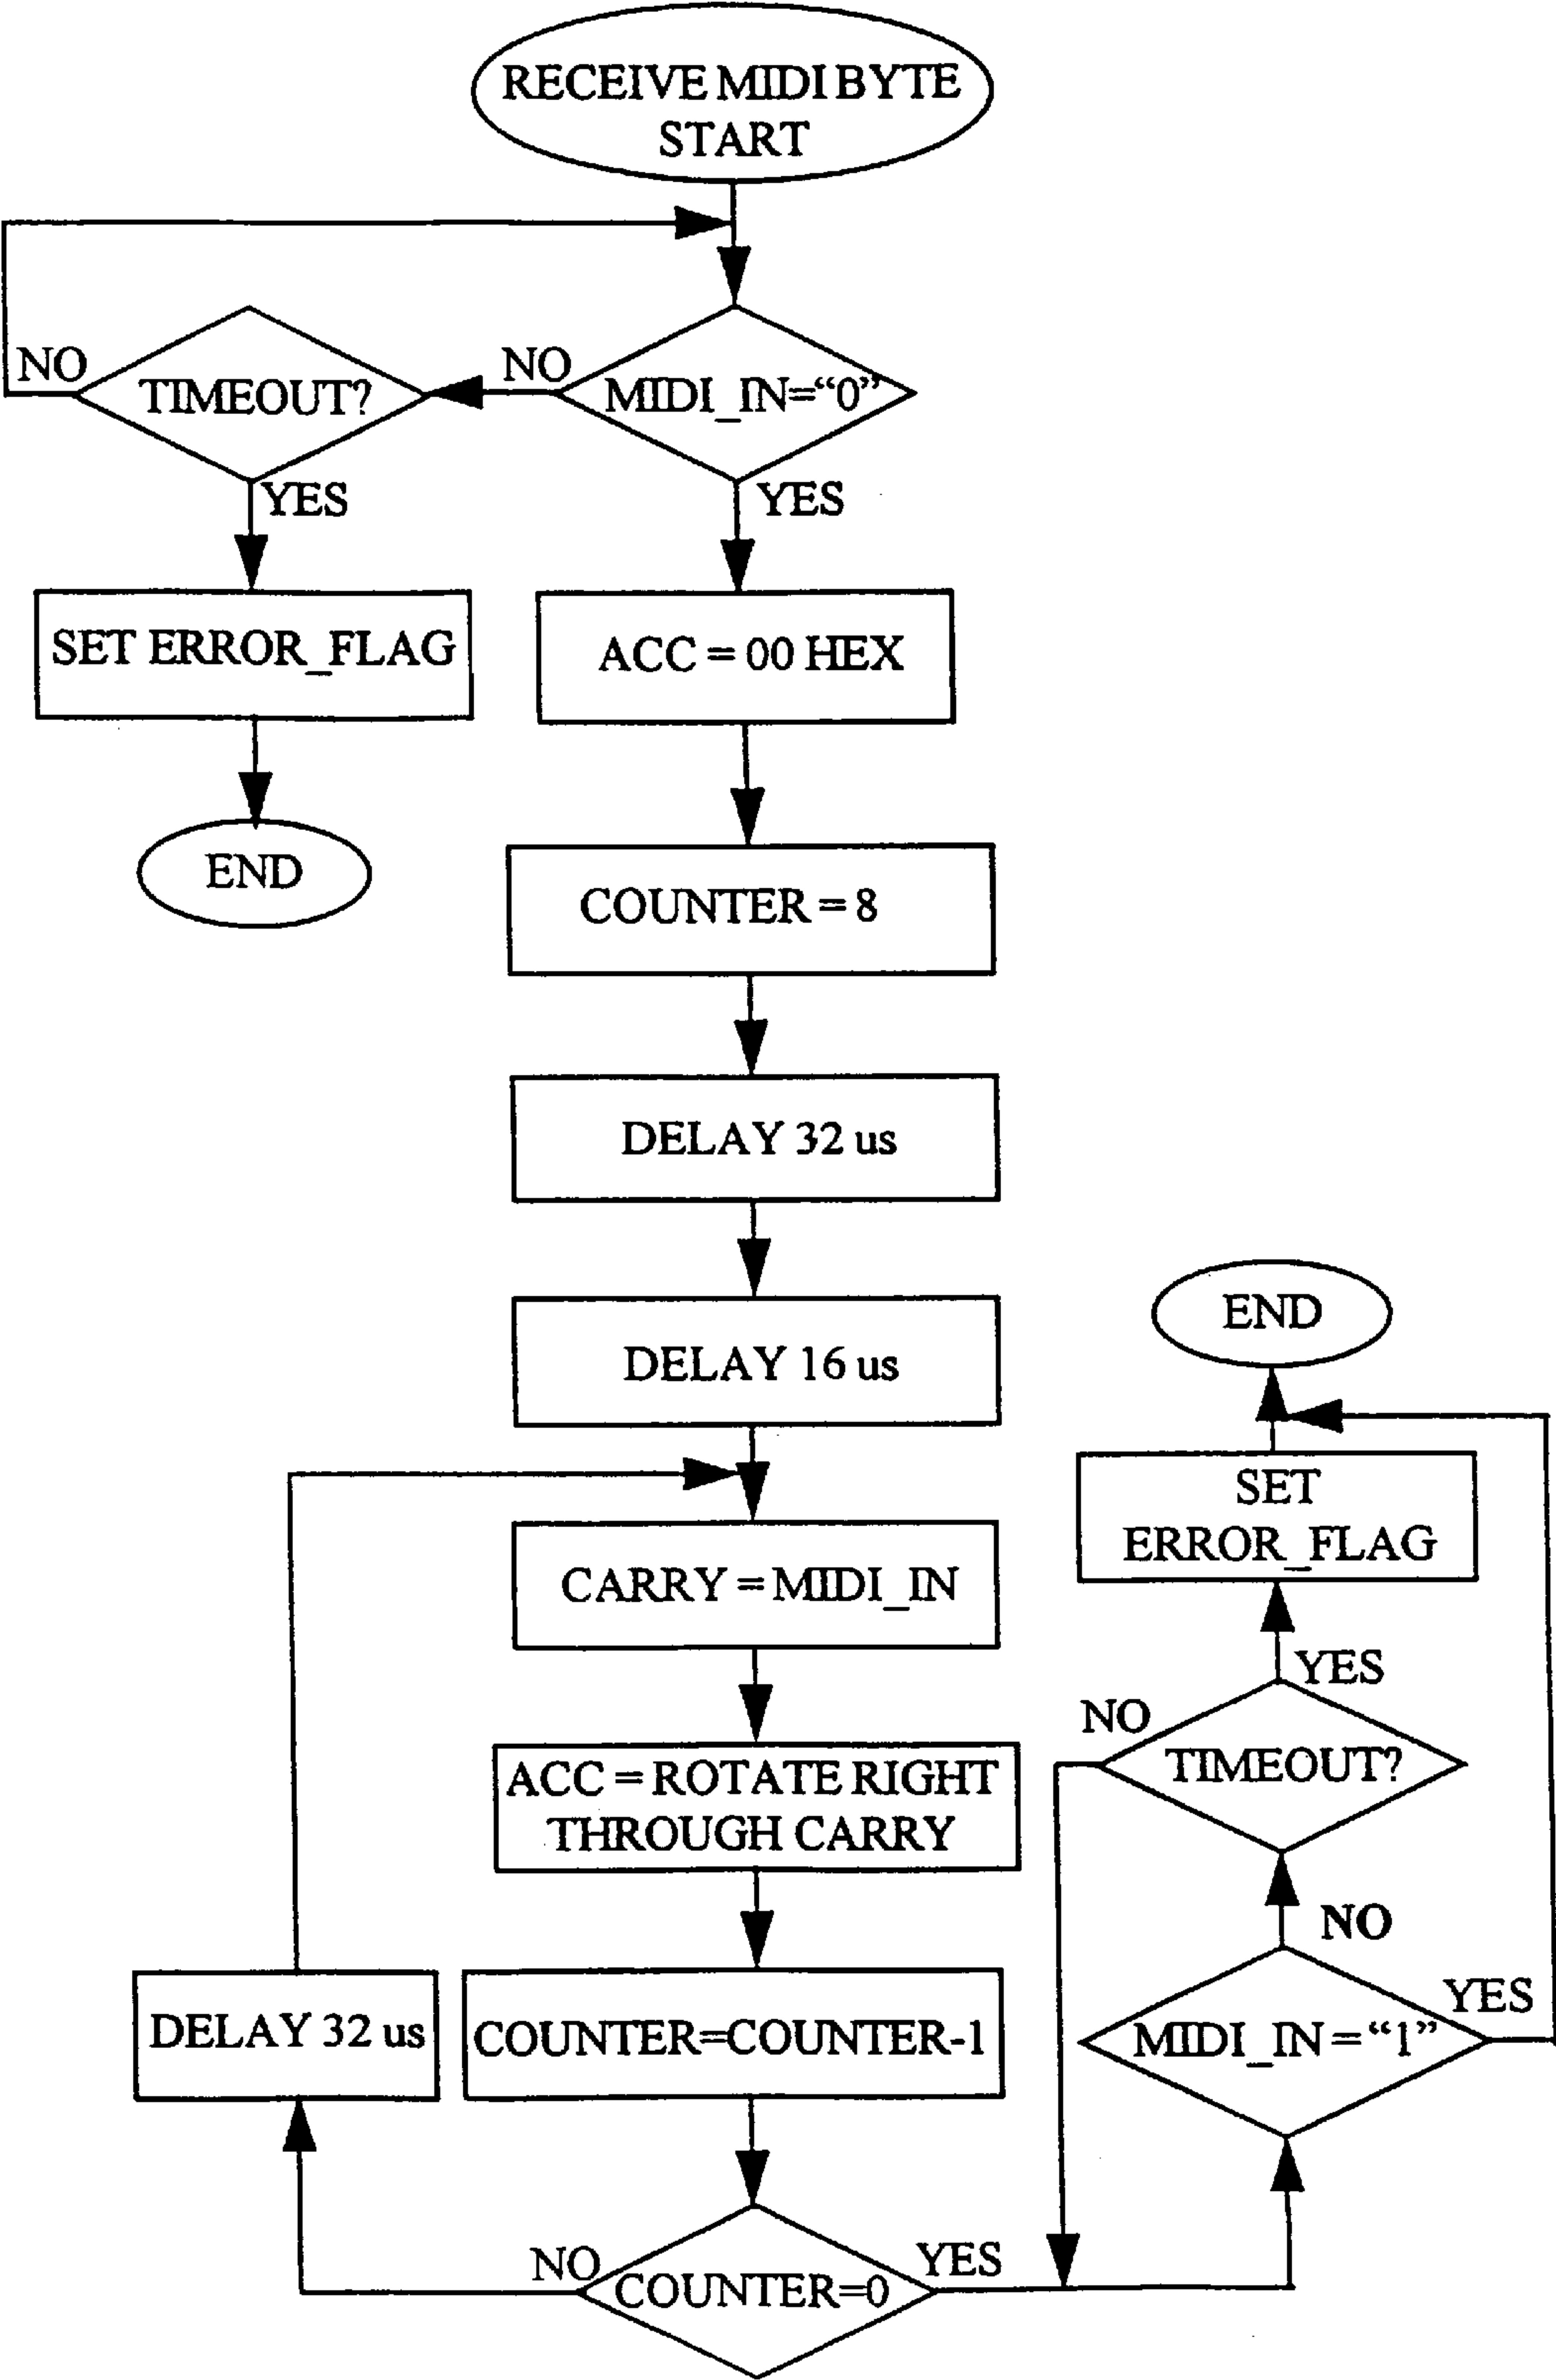 RECEIVE MIDI BYTE
START
NO
TIMEOUT?
NO
MIDI_IN=“0”
YES
YES
SET ERROR_FLAG
ACC = 00 HEX
END
COUNTER = 8
DELAY 32 us
DELAY 16 us
END
CARRY = MIDI_IN
SET
ERROR_FLAG
YES
NO
TIMEOUT?
ACC = ROTATE RIGHT
THROUGH CARRY
NO
DELAY 32 us
COUNTER=COUNTER-1
MIDI_IN = “1”
YES
NO
COUNTER=0
YES